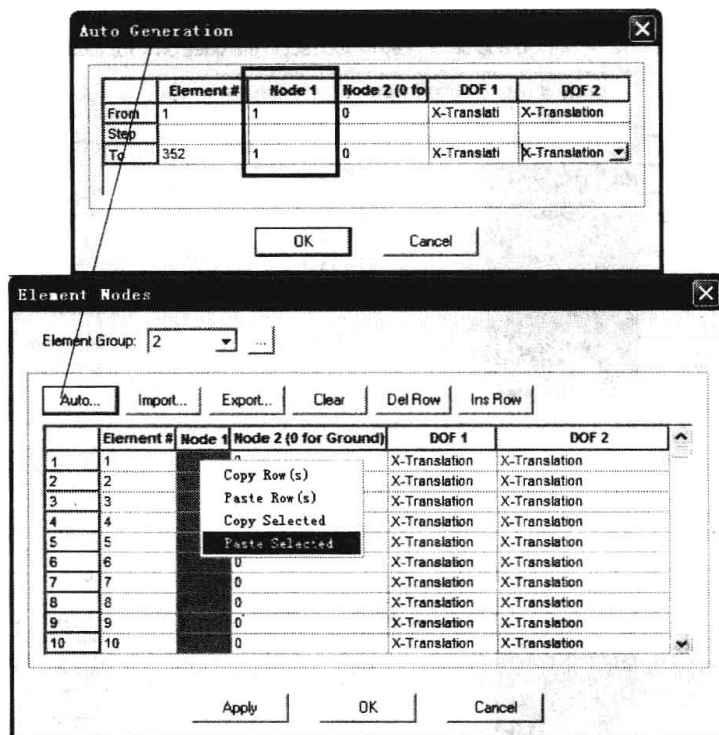 Auto Generation
Element # Node 1 Node 2 (0 fo DOF 1 DOF 2
From 1 1 0 X-Translati X-Translation
Step
To 352 1 0 X-Translati X-Translation
OK Cancel
Element Nodes
Element Group: 2 ...
Auto... Import... Export... Clear Del Row Ins Row
Element # Node 1 Node 2 (0 for Ground) DOF 1 DOF 2
1 1 0 X-Translation X-Translation
2 2 X-Translation X-Translation
3 3 X-Translation X-Translation
4 4 X-Translation X-Translation
5 5 X-Translation X-Translation
6 6 0 X-Translation X-Translation
7 7 0 X-Translation X-Translation
8 8 0 X-Translation X-Translation
9 9 0 X-Translation X-Translation
10 10 0 X-Translation X-Translation
Copy Row(s)
Paste Row(s)
Copy Selected
Paste Selected
Apply OK Cancel